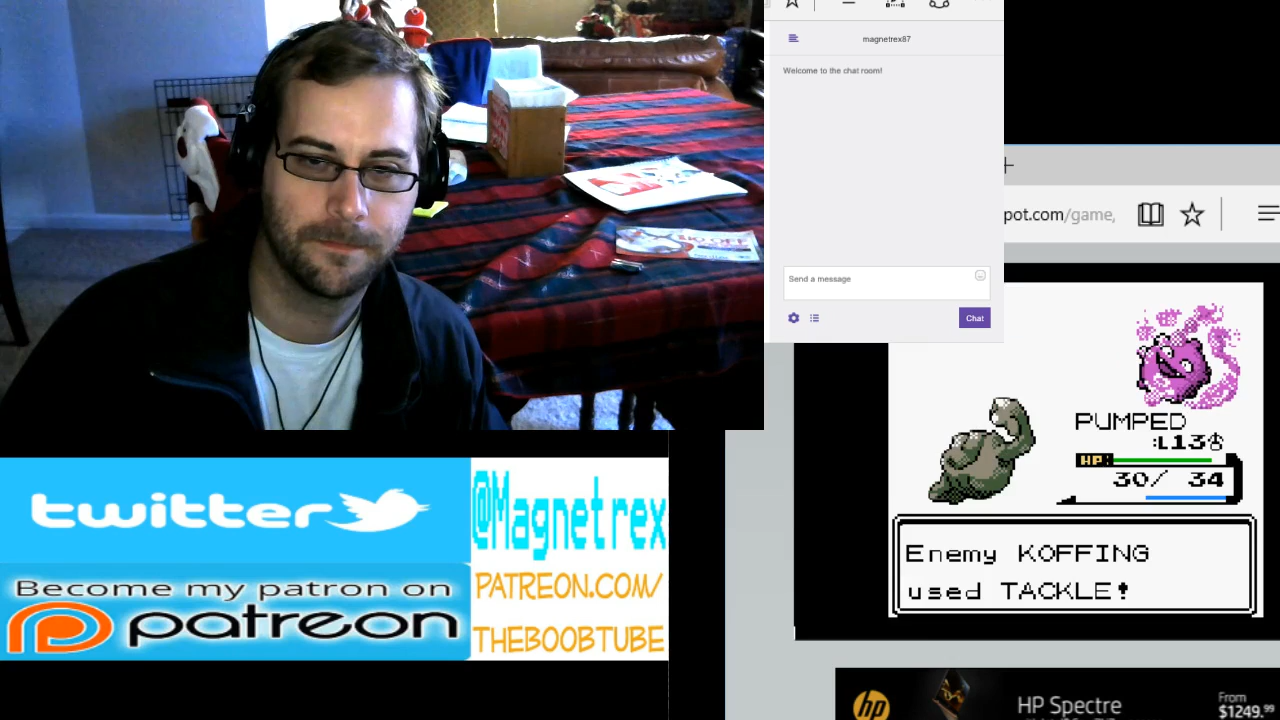 magnetrex87
Welcome to the chat room!
Send a message
Chat
pot.com/game,
PUMPED
:L13♂
HP:
30/ 34
Enemy KOFFING
used TACKLE!
twitter
@Magnetrex
Become my patron on
patreon
PATREON.COM/
THEBOOBTUBE
hp
HP Spectre
From
$1249.99